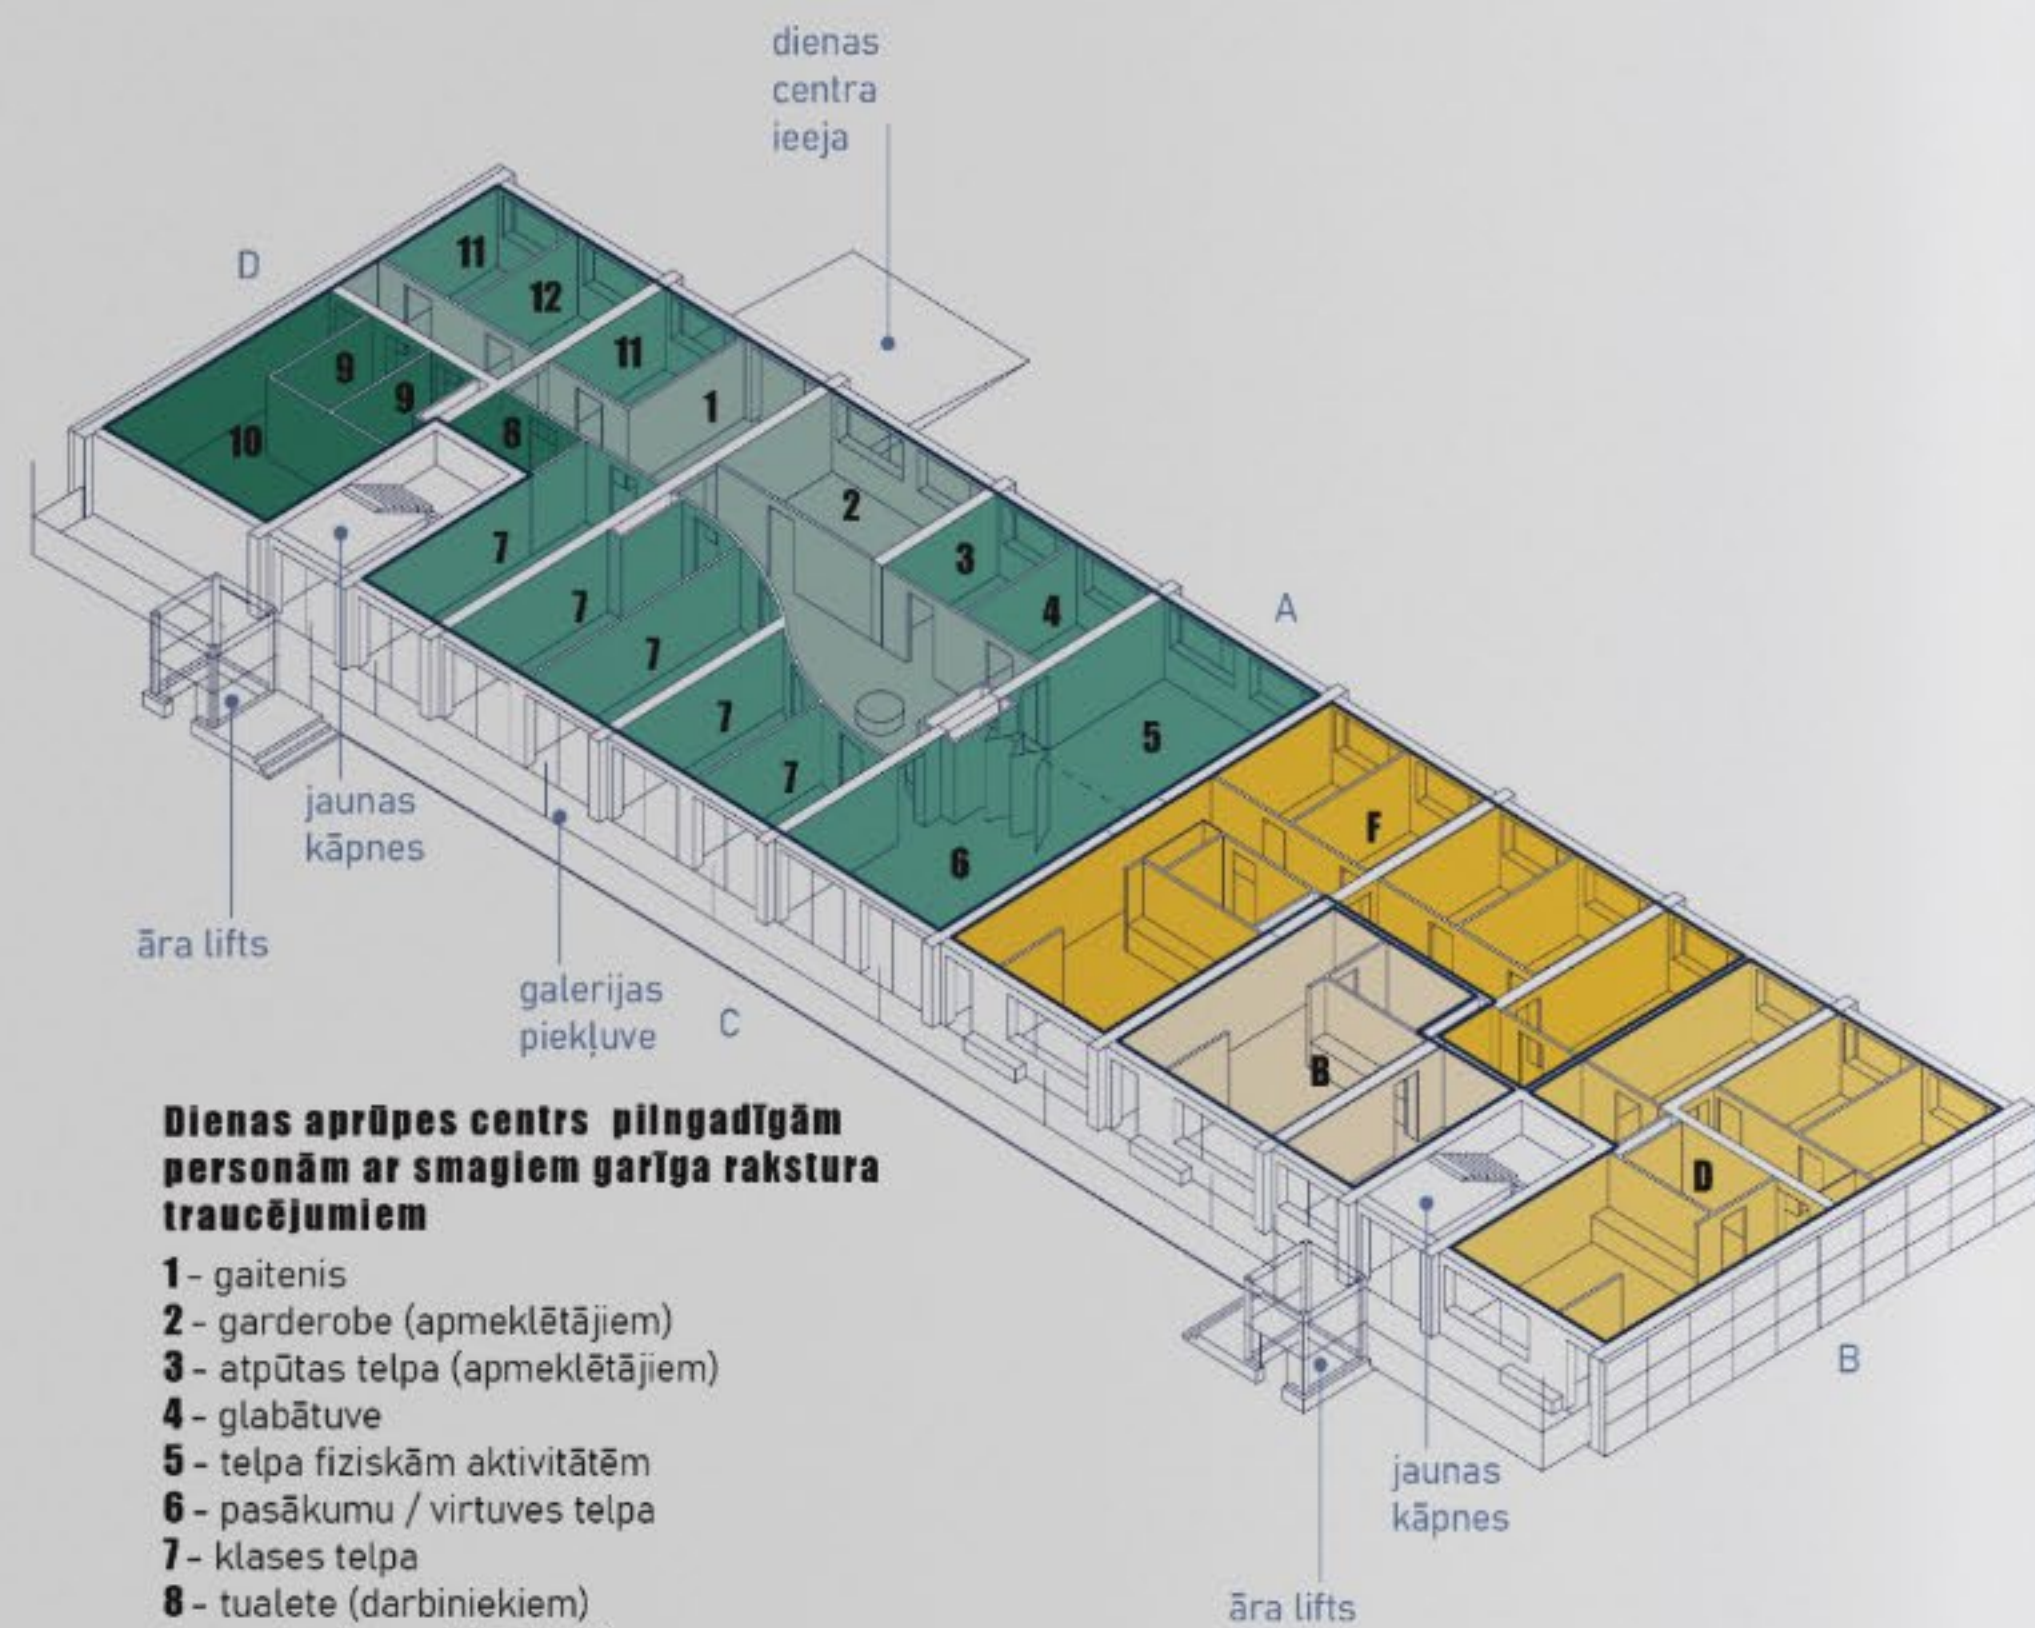 dienas
centra
ieeja
D
11
12
11
9
9
8
1
10
2
7
3
7
4
A
7
7
5
7
6
F
jaunas
kāpnes
āra lifts
galerijas
piekļuve
C
B
D
B
jaunas
kāpnes
āra lifts
Dienas aprūpes centrs pilngadīgām
personām ar smagiem garīga rakstura
traucējumiem
1 - gaitenis
2 - garderobe (apmeklētājiem)
3 - atpūtas telpa (apmeklētājiem)
4 - glabātuve
5 - telpa fiziskām aktivitātēm
6 - pasākumu / virtuves telpa
7 - klases telpa
8 - tualete (darbiniekiem)